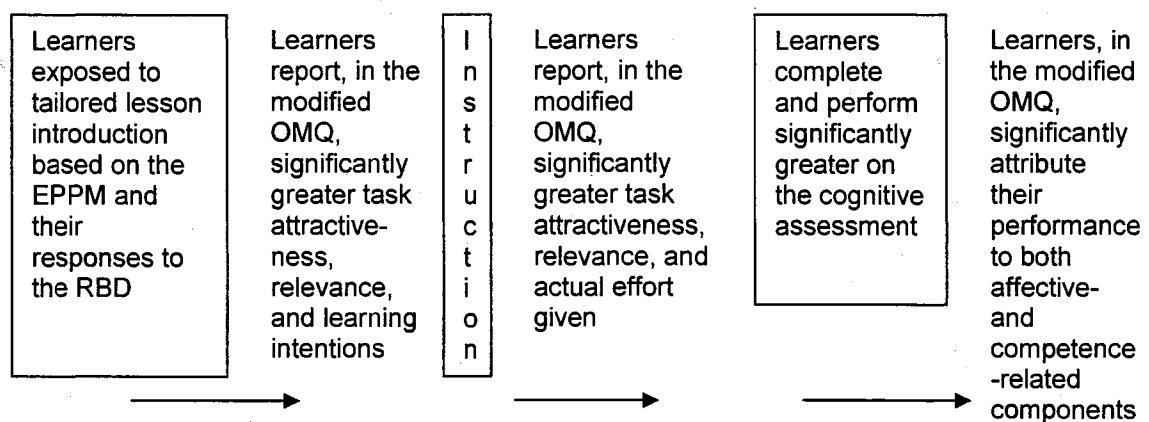 Learners
exposed to
tailored lesson
introduction
based on the
EPPM and
their
responses to
the RBD
Learners
report, in the
modified
OMQ,
significantly
greater task
attractive-
ness,
relevance,
and learning
intentions
I
n
s
t
r
u
c
t
i
o
n
Learners
report, in the
modified
OMQ,
significantly
greater task
attractiveness,
relevance, and
actual effort
given
Learners
complete
and perform
significantly
greater on
the cognitive
assessment
Learners, in
the modified
OMQ,
significantly
attribute
their
performance
to both
affective-
and
competence
-related
components